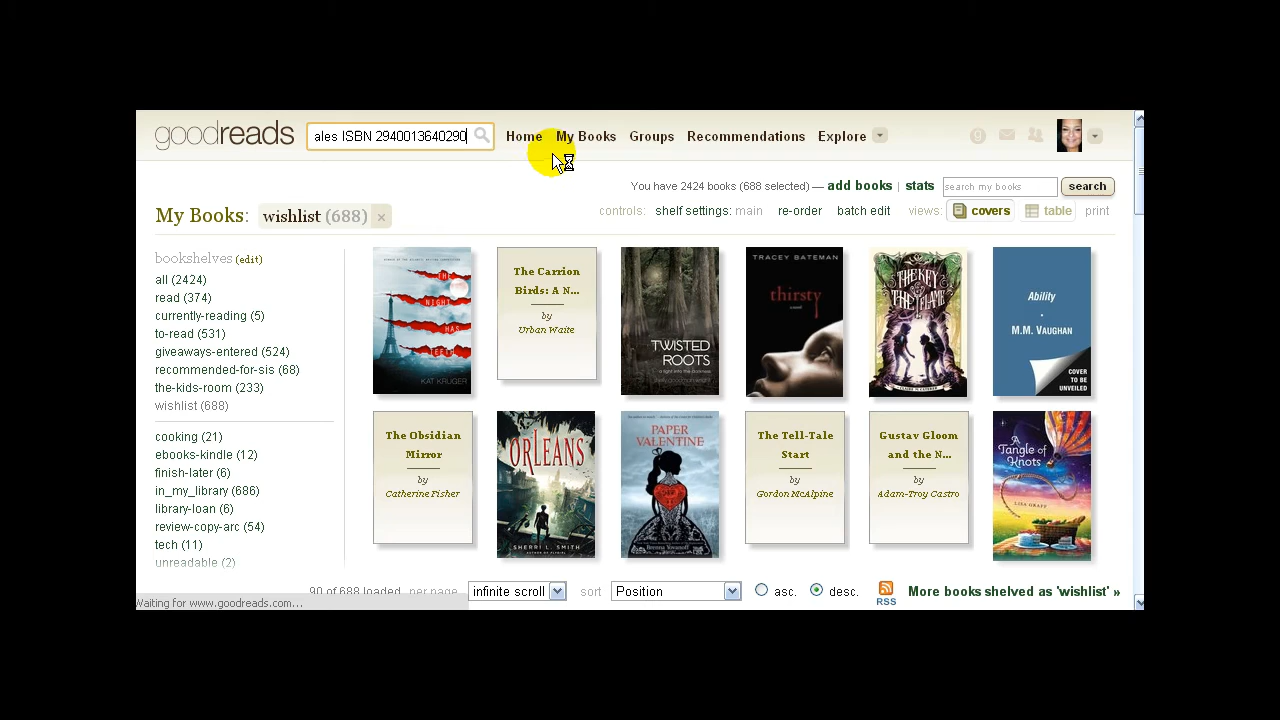 goodreads
ales ISBN 2940013640290
Home My Books Groups Recommendations Explore
You have 2424 books (688 selected) — add books | stats
search my books
search
My Books: wishlist (688) ×
controls: shelf settings: main re-order batch edit views: covers table print
bookshelves (edit)
all (2424)
read (374)
currently-reading (5)
to-read (531)
giveaways-entered (524)
recommended-for-sis (68)
the-kids-room (233)
wishlist (688)
cooking (21)
ebooks-kindle (12)
finish-later (6)
in_my_library (686)
library-loan (6)
review-copy-arc (54)
tech (11)
unreadable (2)
THE
NIGHT
HAS
TEETH
KAT KRUGER
The Carrion
Birds: A N...
by
Urban Waite
TWISTED
ROOTS
TRACEY BATEMAN
thirsty
THE KEY
& THE FLAME
Ability
M.M. VAUGHAN
COVER
TO BE
UNVEILED
The Obsidian
Mirror
by
Catherine Fisher
ORLEANS
SHERRI L. SMITH
PAPER
VALENTINE
Brenna Yovanoff
The Tell-Tale
Start
by
Gordon McAlpine
Gustav Gloom
and the N...
by
Adam-Troy Castro
A
Tangle of
Knots
LISA GRAFF
90 of 688 loaded per page infinite scroll sort Position asc. desc. RSS More books shelved as 'wishlist' »
Waiting for www.goodreads.com...